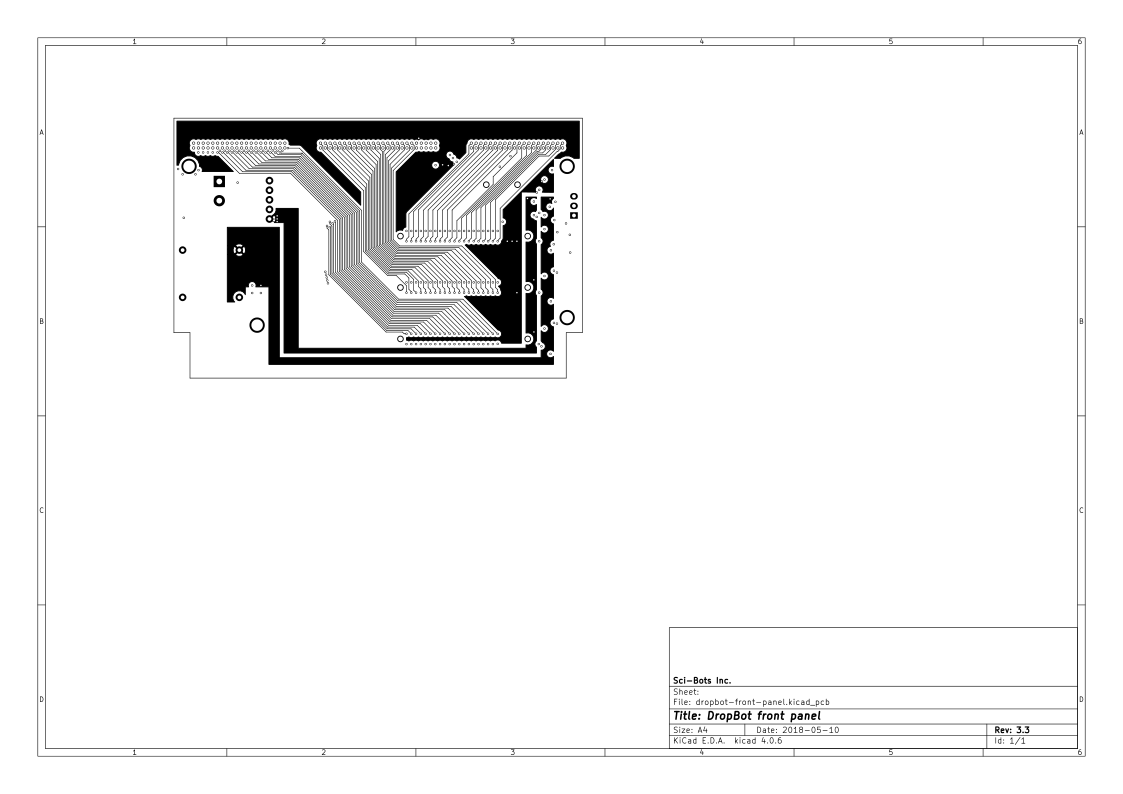 1 2 3 4 5 6
A A
B B
C C
D D
Sci-Bots Inc.
Sheet:
File: dropbot-front-panel.kicad_pcb
Title: DropBot front panel
Size: A4 Date: 2018-05-10 Rev: 3.3
KiCad E.D.A. kicad 4.0.6 Id: 1/1
1 2 3 4 5 6